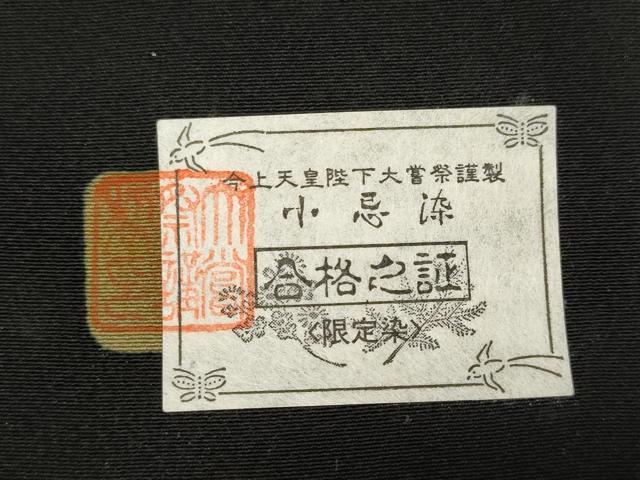 今上天皇陛下大嘗祭謹製
小忌染
合格之証
〈限定染〉